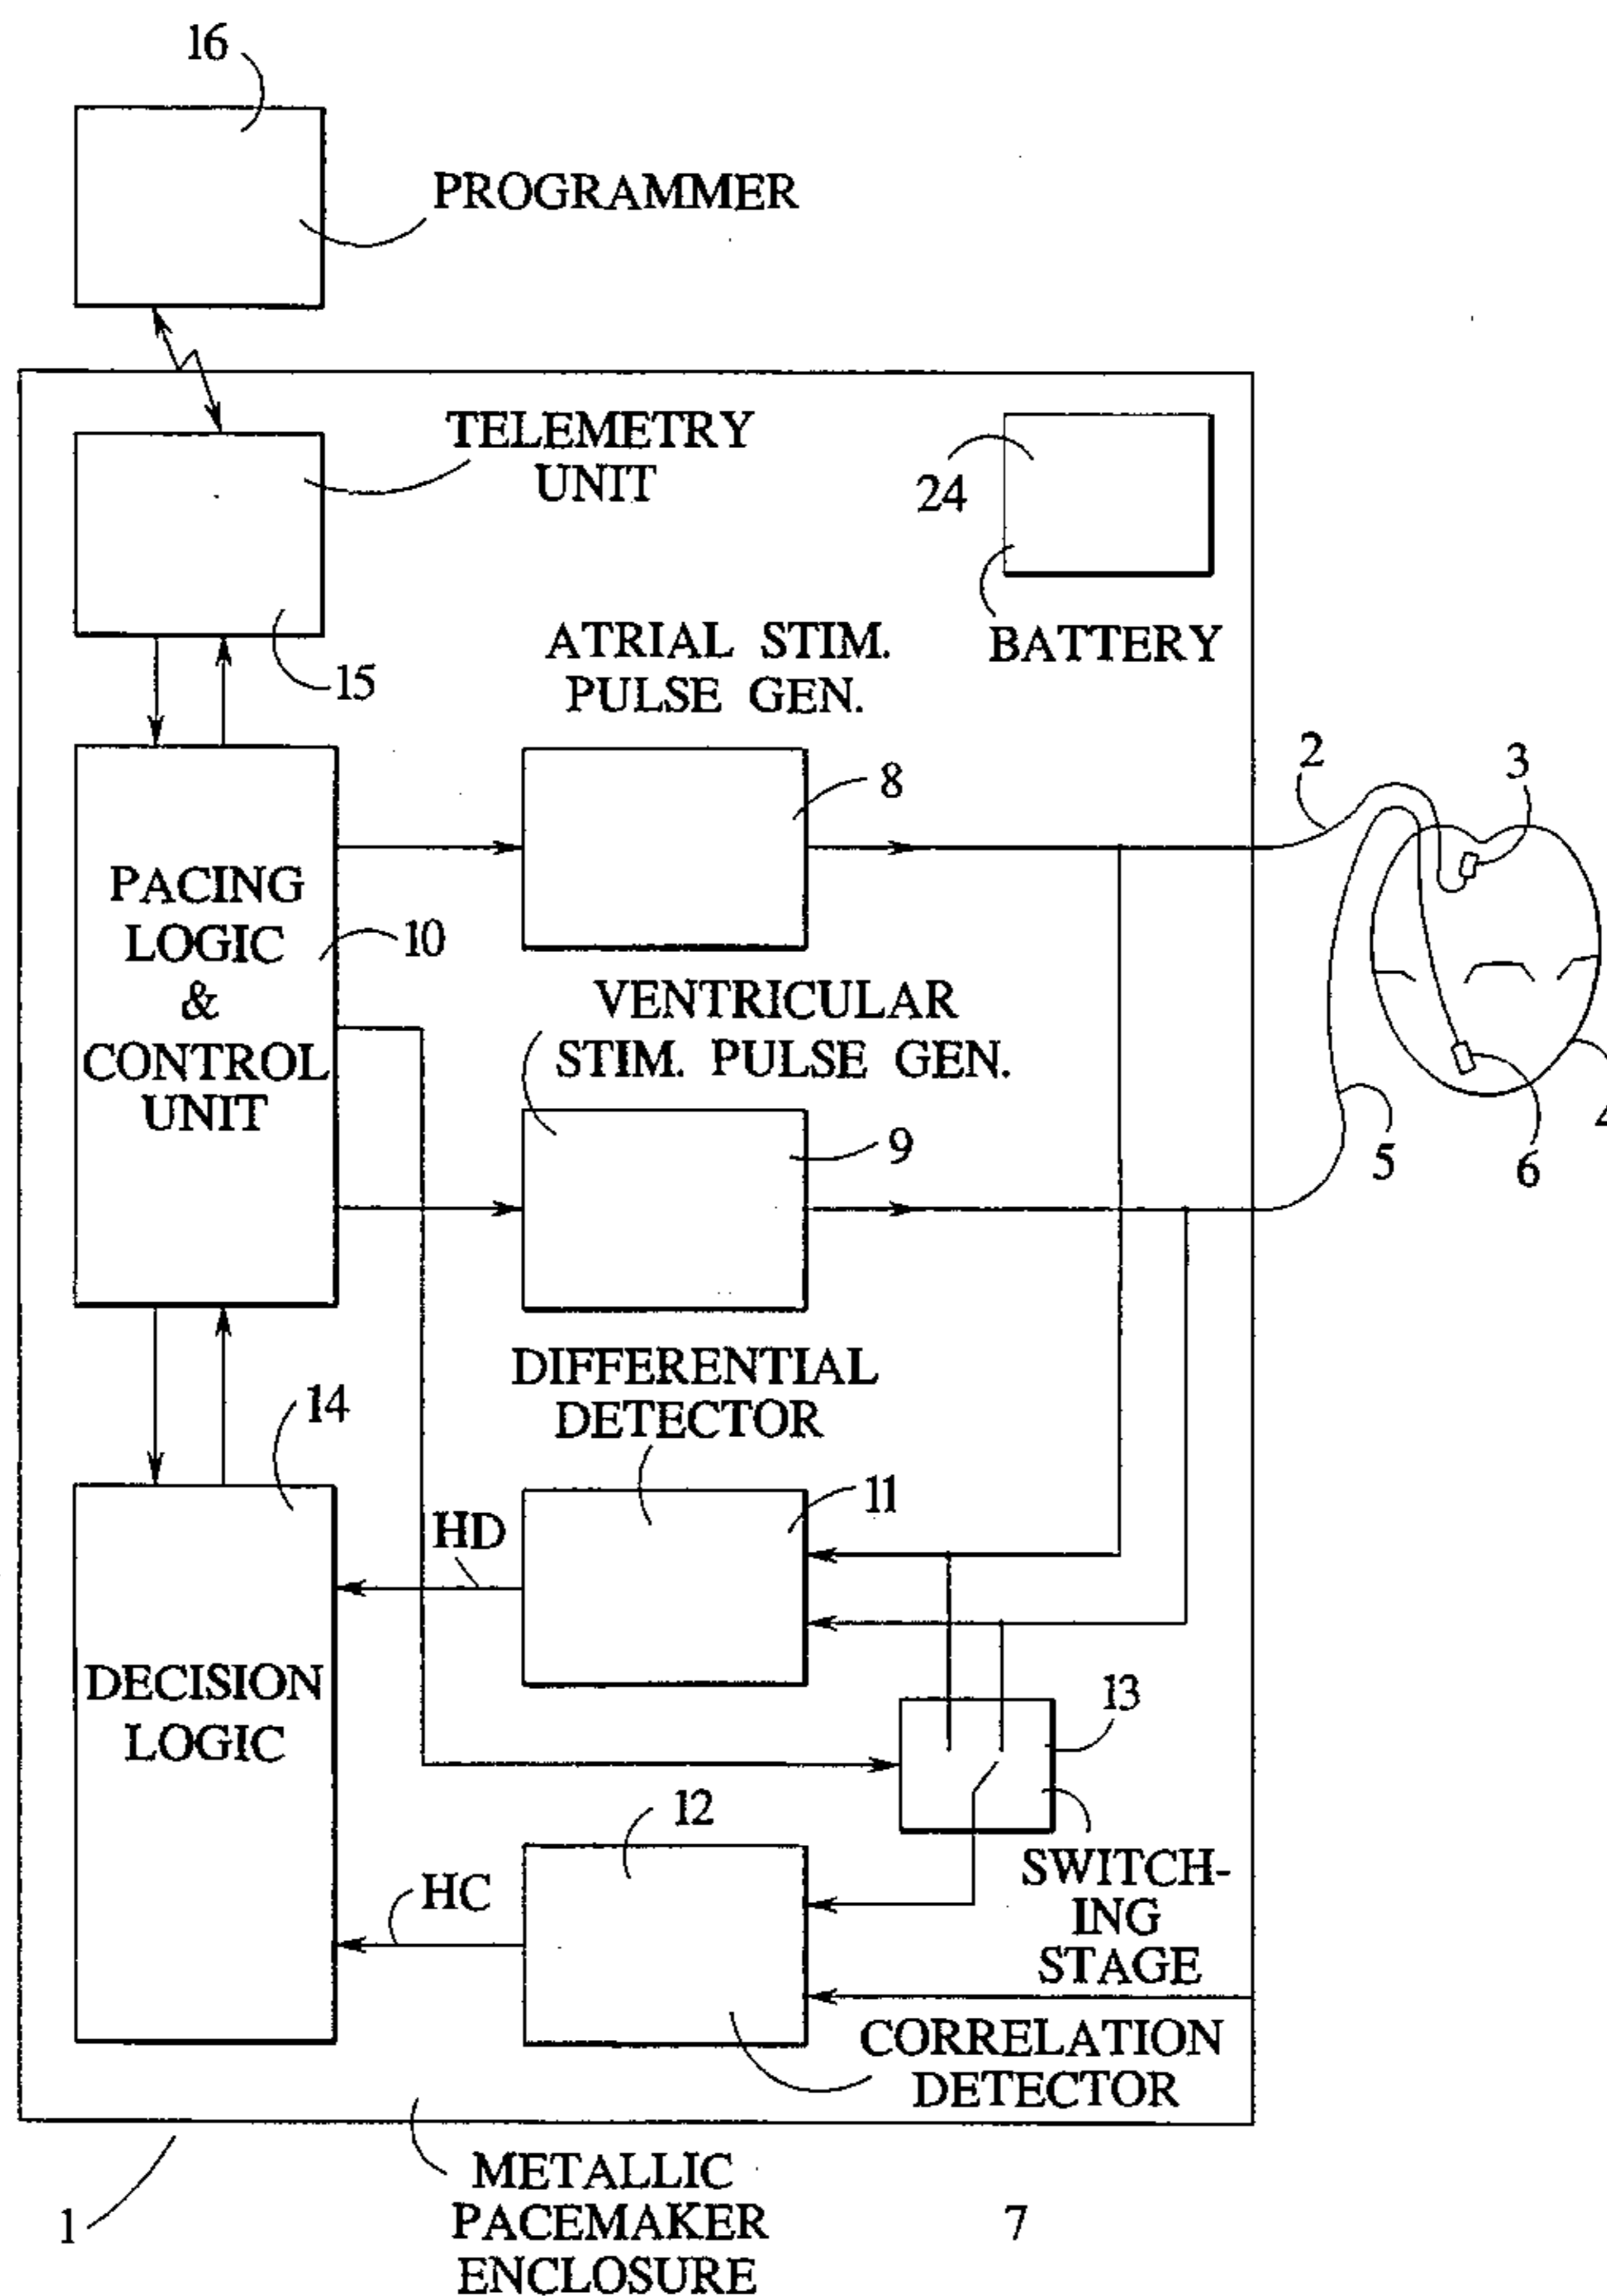 16
PROGRAMMER
TELEMETRY
UNIT
24
BATTERY
15
ATRIAL STIM.
PULSE GEN.
8
2
3
PACING
LOGIC
&
CONTROL
UNIT
10
VENTRICULAR
STIM. PULSE GEN.
9
5
6
4
DIFFERENTIAL
DETECTOR
14
11
HD
DECISION
LOGIC
13
12
SWITCH-
ING
STAGE
HC
CORRELATION
DETECTOR
METALLIC
PACEMAKER
ENCLOSURE
1
7